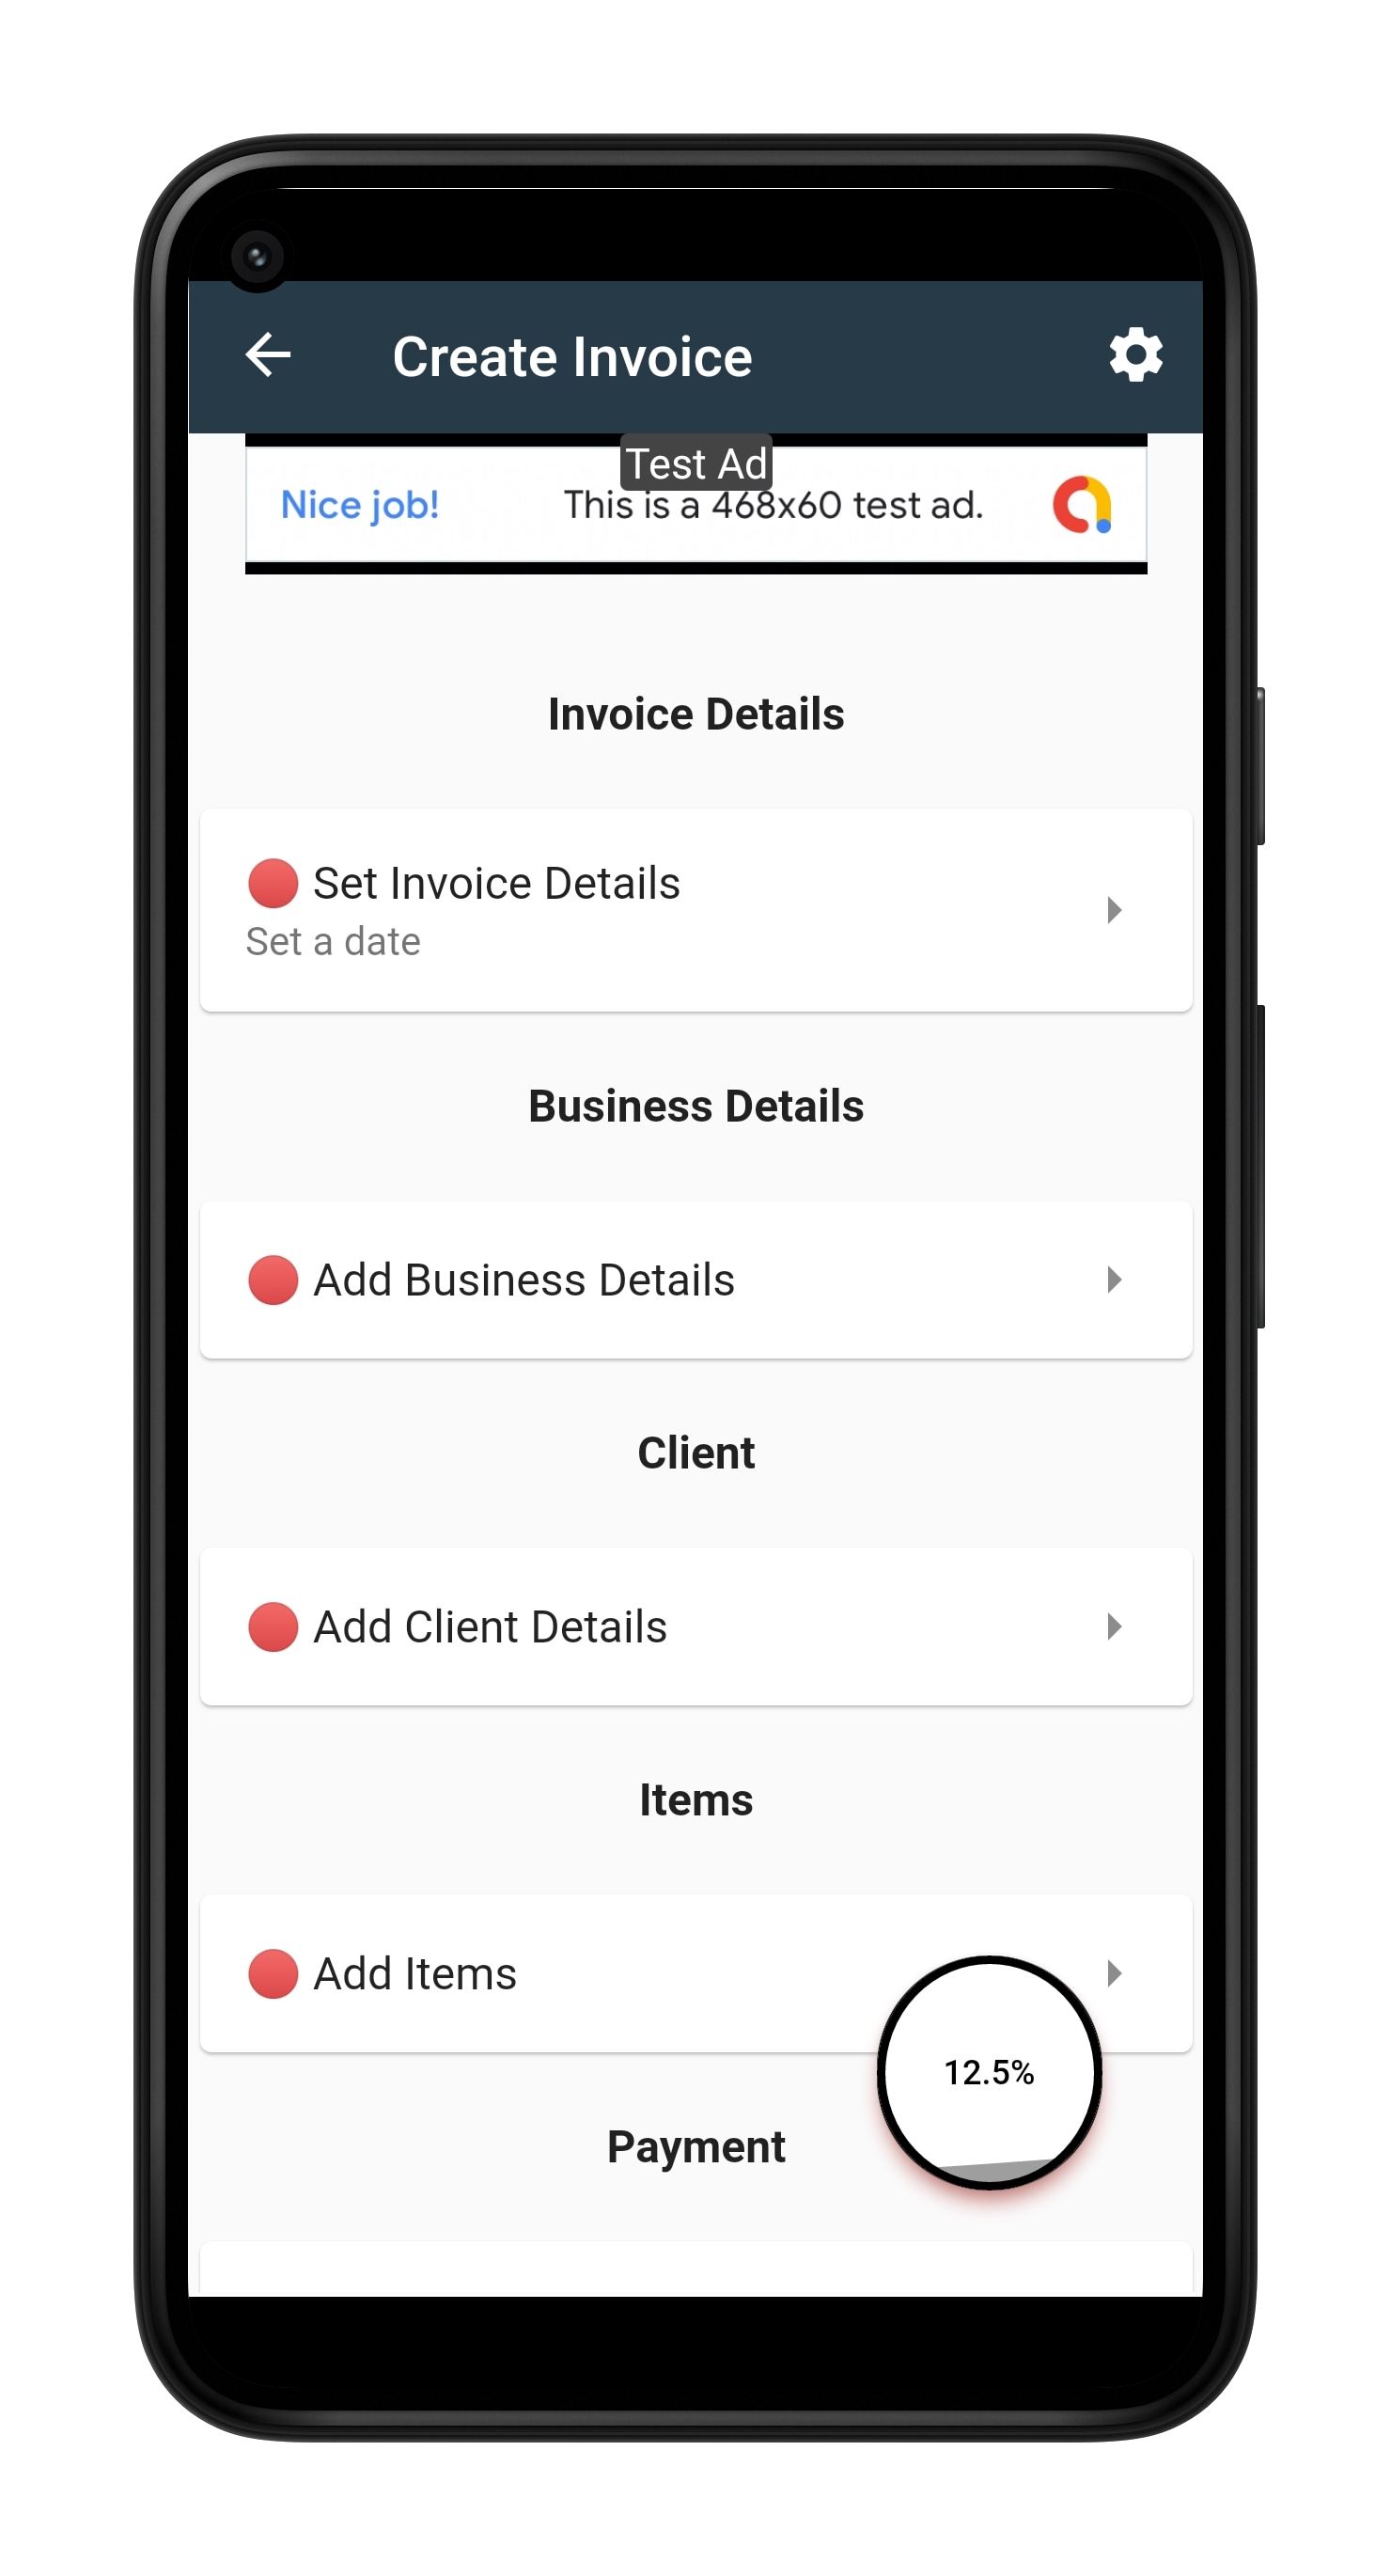 Create Invoice
Test Ad
Nice job!
This is a 468x60 test ad.
Invoice Details
Set Invoice Details
Set a date
Business Details
Add Business Details
Client
Add Client Details
Items
Add Items
12.5%
Payment